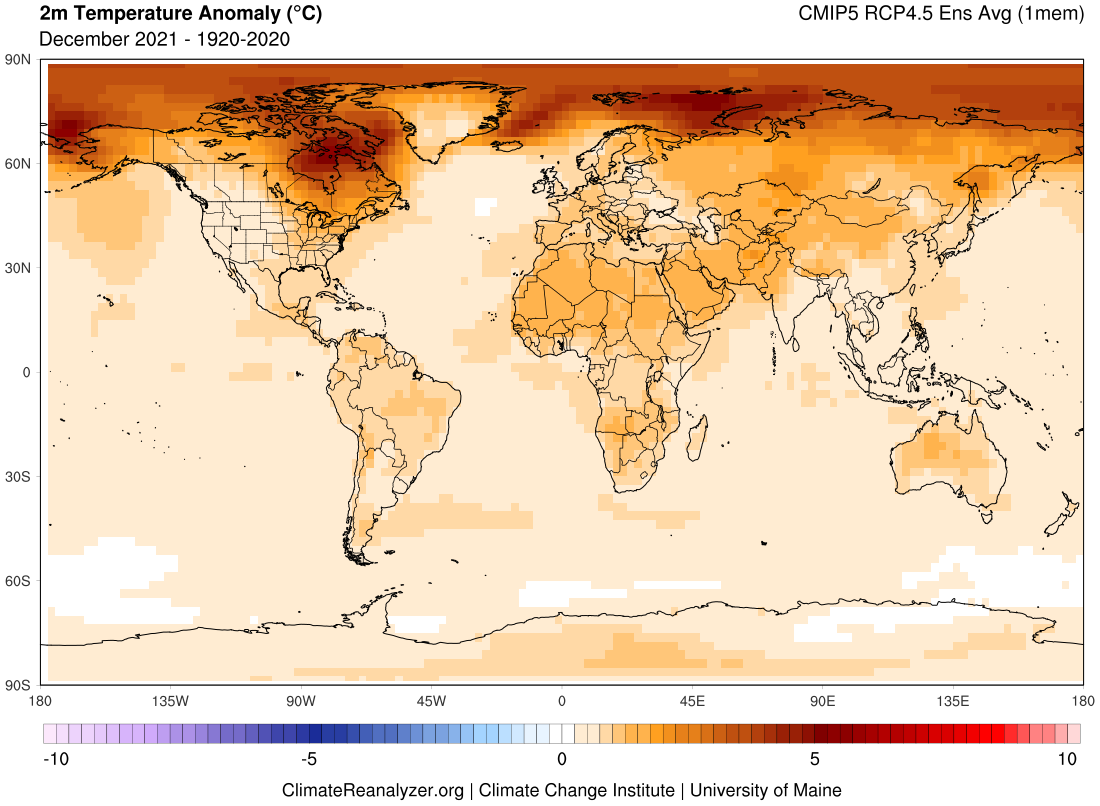 2m Temperature Anomaly (°C)
CMIP5 RCP4.5 Ens Avg (1mem)
December 2021 - 1920-2020
90N
60N
30N
0
30S
60S
90S
180 135W 90W 45W 0 45E 90E 135E 180
-10 -5 0 5 10
ClimateReanalyzer.org | Climate Change Institute | University of Maine